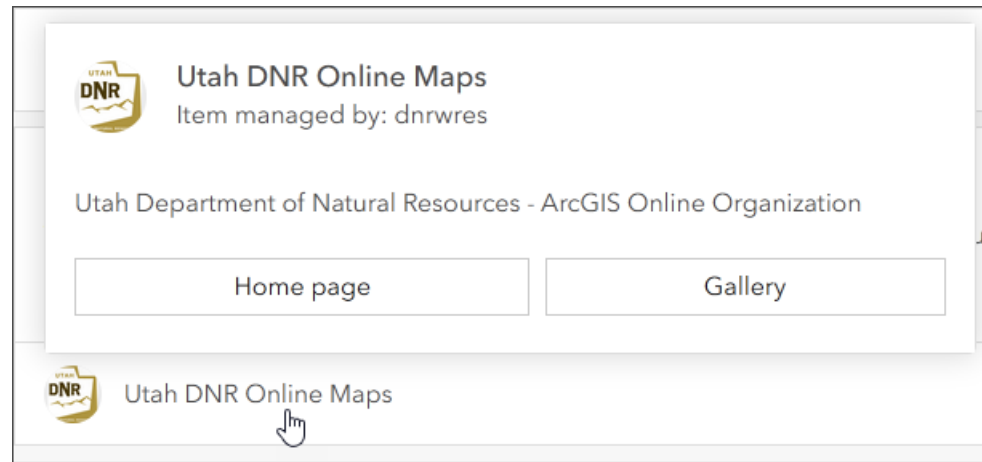 UTAH
DNR
Utah DNR Online Maps
Item managed by: dnrwres
Utah Department of Natural Resources - ArcGIS Online Organization
Home page
Gallery
UTAH
DNR
Utah DNR Online Maps